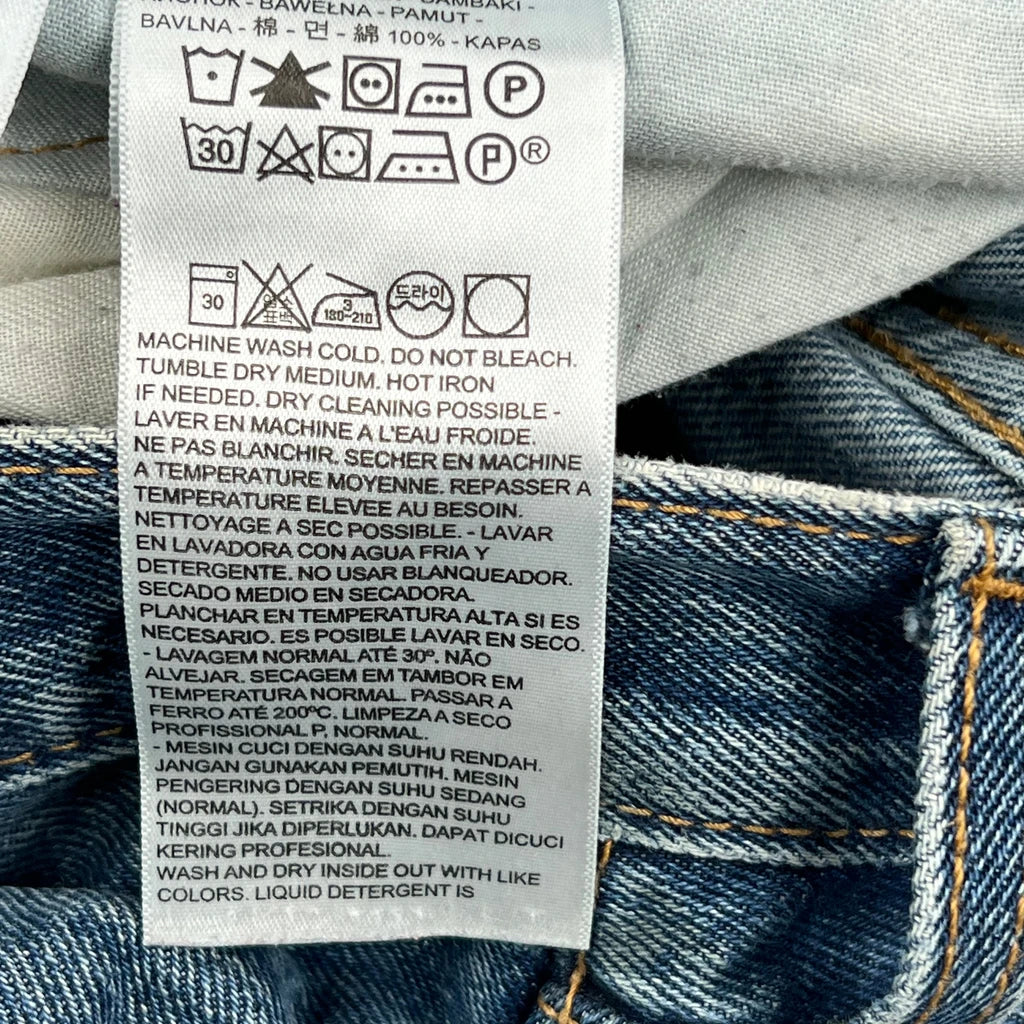 - BAWEŁNA - PAMUT -
BAVLNA - 棉 - 면 - 綿 100% - KAPAS
P
30 P ®
30 염소 표백 3 180~210 드라이
MACHINE WASH COLD. DO NOT BLEACH.
TUMBLE DRY MEDIUM. HOT IRON
IF NEEDED. DRY CLEANING POSSIBLE -
LAVER EN MACHINE A L'EAU FROIDE.
NE PAS BLANCHIR. SECHER EN MACHINE
A TEMPERATURE MOYENNE. REPASSER A
TEMPERATURE ELEVEE AU BESOIN.
NETTOYAGE A SEC POSSIBLE. - LAVAR
EN LAVADORA CON AGUA FRIA Y
DETERGENTE. NO USAR BLANQUEADOR.
SECADO MEDIO EN SECADORA.
PLANCHAR EN TEMPERATURA ALTA SI ES
NECESARIO. ES POSIBLE LAVAR EN SECO.
- LAVAGEM NORMAL ATÉ 30º. NÃO
ALVEJAR. SECAGEM EM TAMBOR EM
TEMPERATURA NORMAL. PASSAR A
FERRO ATÉ 200ºC. LIMPEZA A SECO
PROFISSIONAL P, NORMAL.
- MESIN CUCI DENGAN SUHU RENDAH.
JANGAN GUNAKAN PEMUTIH. MESIN
PENGERING DENGAN SUHU SEDANG
(NORMAL). SETRIKA DENGAN SUHU
TINGGI JIKA DIPERLUKAN. DAPAT DICUCI
KERING PROFESIONAL.
WASH AND DRY INSIDE OUT WITH LIKE
COLORS. LIQUID DETERGENT IS